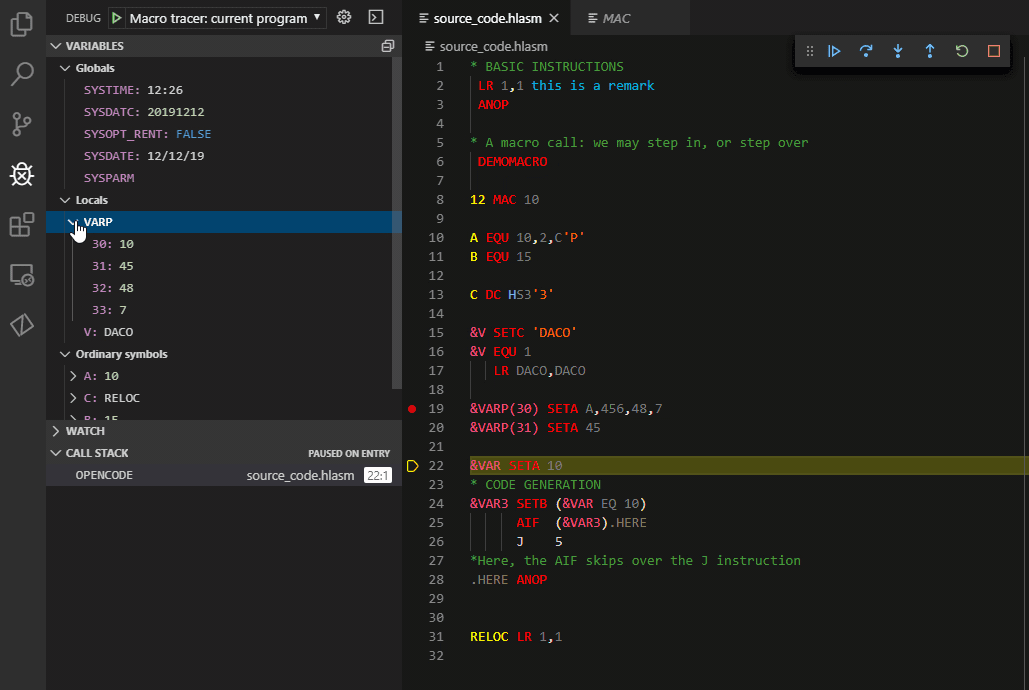 DEBUG Macro tracer: current program
VARIABLES
Globals
SYSTIME: 12:26
SYSDATC: 20191212
SYSOPT_RENT: FALSE
SYSDATE: 12/12/19
SYSPARM
Locals
VARP
30: 10
31: 45
32: 48
33: 7
V: DACO
Ordinary symbols
A: 10
C: RELOC
B: 15
WATCH
CALL STACK PAUSED ON ENTRY
OPENCODE source_code.hlasm 22:1
source_code.hlasm MAC
source_code.hlasm
1 * BASIC INSTRUCTIONS
2 LR 1,1 this is a remark
3 ANOP
4
5 * A macro call: we may step in, or step over
6 DEMOMACRO
7
8 12 MAC 10
9
10 A EQU 10,2,C'P'
11 B EQU 15
12
13 C DC HS3'3'
14
15 &V SETC 'DACO'
16 &V EQU 1
17 LR DACO,DACO
18
19 &VARP(30) SETA A,456,48,7
20 &VARP(31) SETA 45
21
22 &VAR SETA 10
23 * CODE GENERATION
24 &VAR3 SETB (&VAR EQ 10)
25 AIF (&VAR3).HERE
26 J 5
27 *Here, the AIF skips over the J instruction
28 .HERE ANOP
29
30
31 RELOC LR 1,1
32